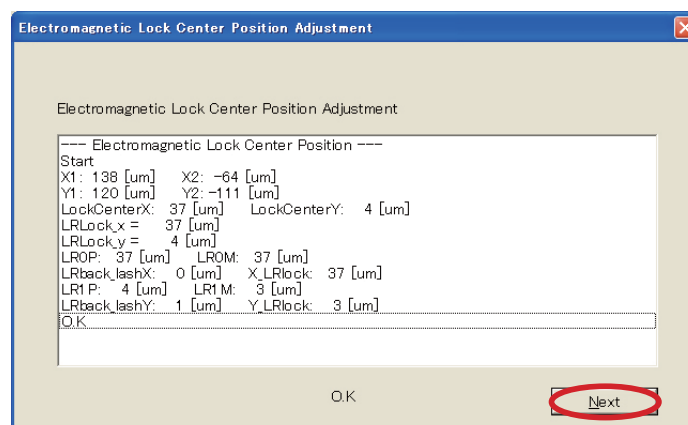 Electromagnetic Lock Center Position Adjustment
Electromagnetic Lock Center Position Adjustment
--- Electromagnetic Lock Center Position ---
Start
X1: 138 [um] X2: -64 [um]
Y1: 120 [um] Y2: -111 [um]
LockCenterX: 37 [um] LockCenterY: 4 [um]
LRLock_x = 37 [um]
LRLock_y = 4 [um]
LR0P: 37 [um] LR0M: 37 [um]
LRback_lashX: 0 [um] X_LRlock: 37 [um]
LR1P: 4 [um] LR1M: 3 [um]
LRback_lashY: 1 [um] Y_LRlock: 3 [um]
O.K
O.K
Next